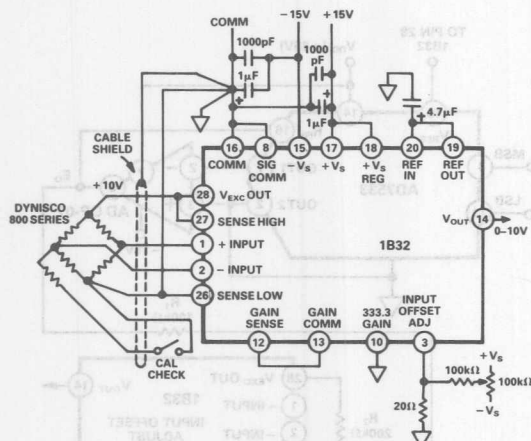 COMM
–15V
+15V
1000pF
1µF
1000
pF
1µF
4.7µF
CABLE
SHIELD
16
8
15
17
18
20
19
COMM
SIG
COMM
–VS
+VS
+VS
REG
REF
IN
REF
OUT
+10V
DYNISCO
800 SERIES
28
VEXC OUT
27
SENSE HIGH
1
+ INPUT
2
– INPUT
26
SENSE LOW
1B32
VOUT
14
0–10V
CAL
CHECK
GAIN
SENSE
GAIN
COMM
333.3
GAIN
INPUT
OFFSET
ADJ
12
13
10
3
+VS
100kΩ
100kΩ
–VS
20Ω